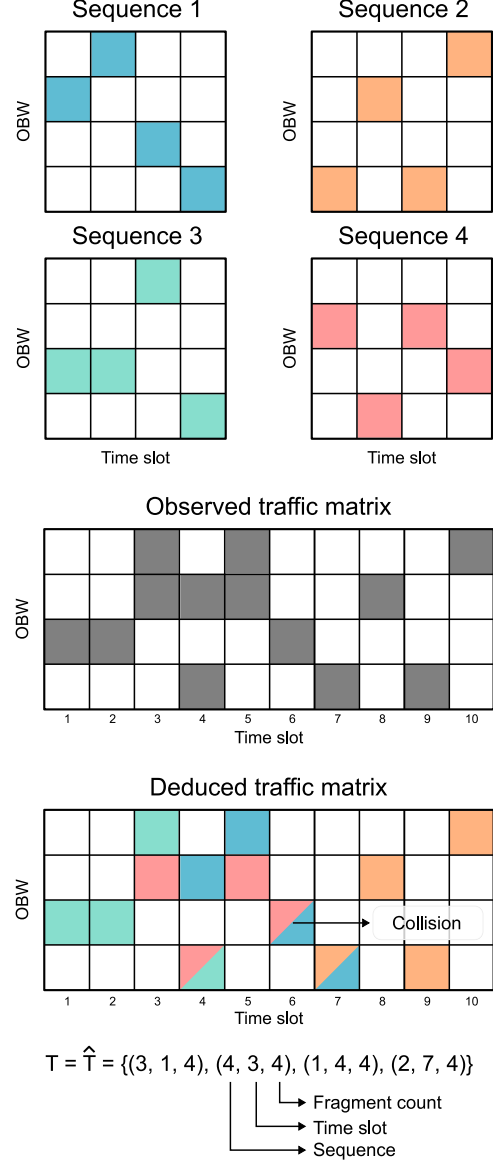 Sequence 1
Sequence 2
OBW
OBW
Sequence 3
Sequence 4
OBW
OBW
Time slot
Time slot
Observed traffic matrix
OBW
1 2 3 4 5 6 7 8 9 10
Time slot
Deduced traffic matrix
OBW
Collision
1 2 3 4 5 6 7 8 9 10
Time slot
T = T̂ = {(3, 1, 4), (4, 3, 4), (1, 4, 4), (2, 7, 4)}
Fragment count
Time slot
Sequence